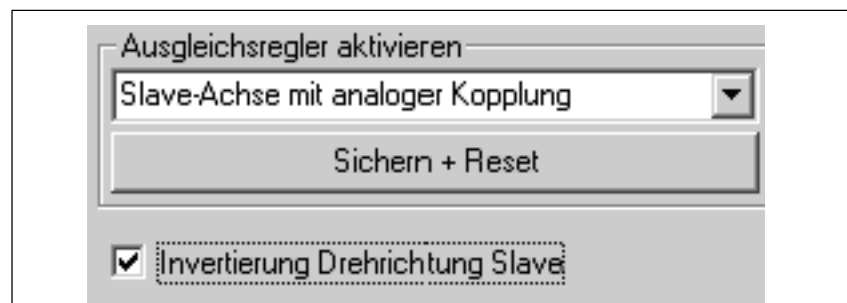 Ausgleichsregler aktivieren
Slave-Achse mit analoger Kopplung
Sichern + Reset
Invertierung Drehrichtung Slave